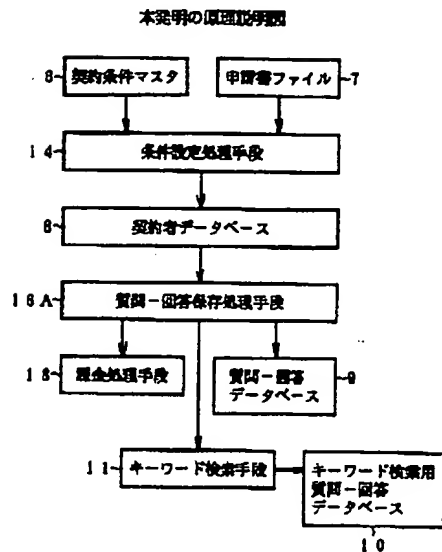 本発明の原理説明図
8 契約条件マスタ
申請書ファイル 7
14 条件設定処理手段
6 契約者データベース
16A 質問-回答保存処理手段
18 課金処理手段
質問-回答 9
データベース
11 キーワード検索手段
キーワード検索用
質問-回答
データベース
10